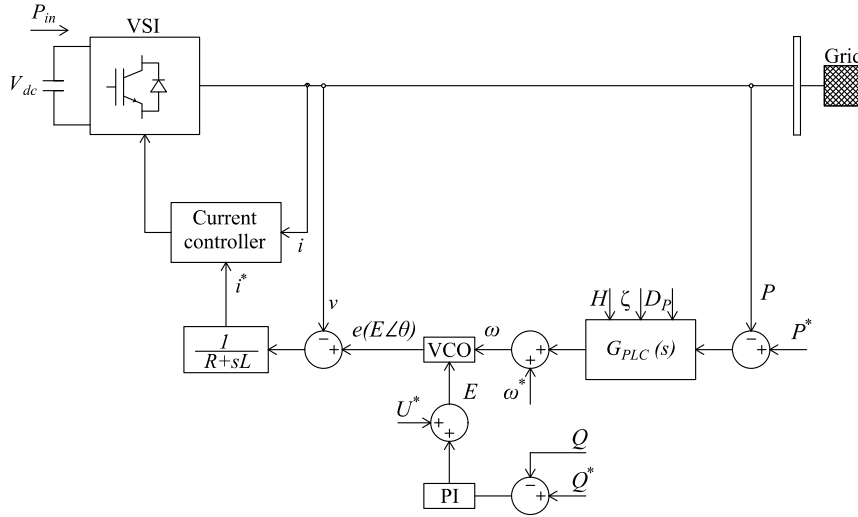 P_in
VSI
V_dc
Grid
Current
controller
i
i*
v
H ζ D_P
P
P*
1
R+sL
−
+
e(E∠θ)
VCO
ω
+
+
G_PLC (s)
−
+
ω*
E
U*
+
+
Q
Q*
PI
−
+